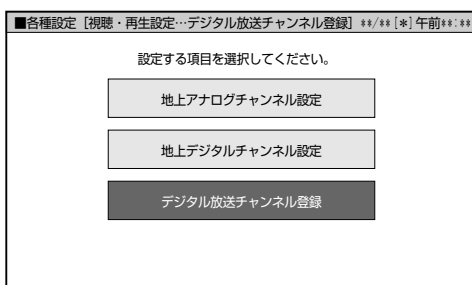 ■各種設定［視聴・再生設定…デジタル放送チャンネル登録］ **/**[*]午前**:**
設定する項目を選択してください。
地上アナログチャンネル設定
地上デジタルチャンネル設定
デジタル放送チャンネル登録